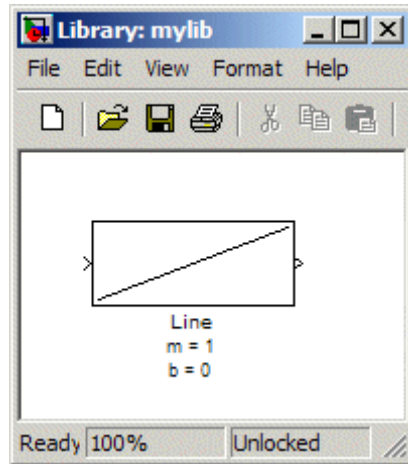 Library: mylib
File Edit View Format Help
Line
m = 1
b = 0
Ready 100% Unlocked